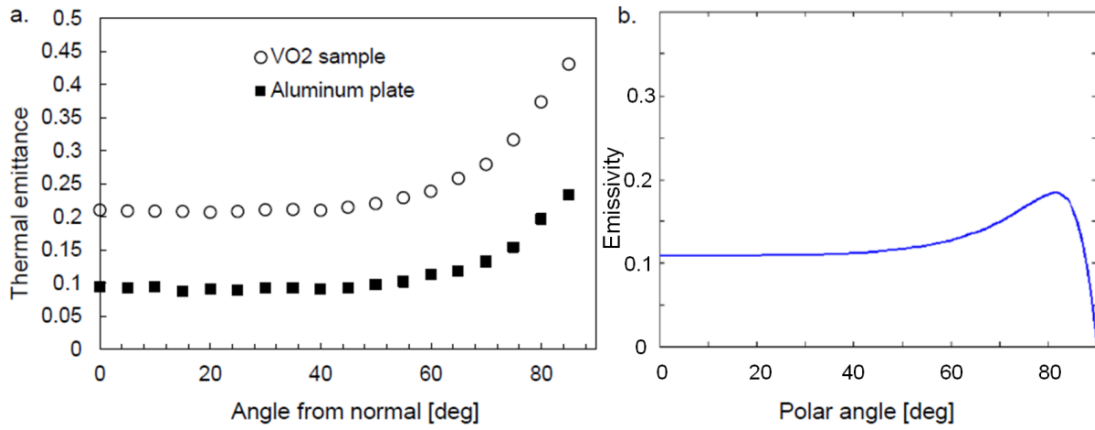 a.
Thermal emittance
0.5
0.45
0.4
0.35
0.3
0.25
0.2
0.15
0.1
0.05
0
VO2 sample
Aluminum plate
0 20 40 60 80
Angle from normal [deg]
b.
Emissivity
0.3
0.2
0.1
0
0 20 40 60 80
Polar angle [deg]